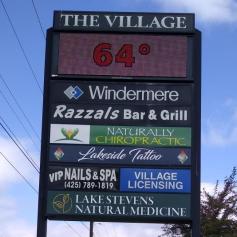 THE VILLAGE
64°
Windermere
Razzals Bar & Grill
NATURALLY
CHIROPRACTIC
Lakeside Tattoo
VIP NAILS & SPA
(425) 789-1819
VILLAGE
LICENSING
LAKE STEVENS
NATURAL MEDICINE